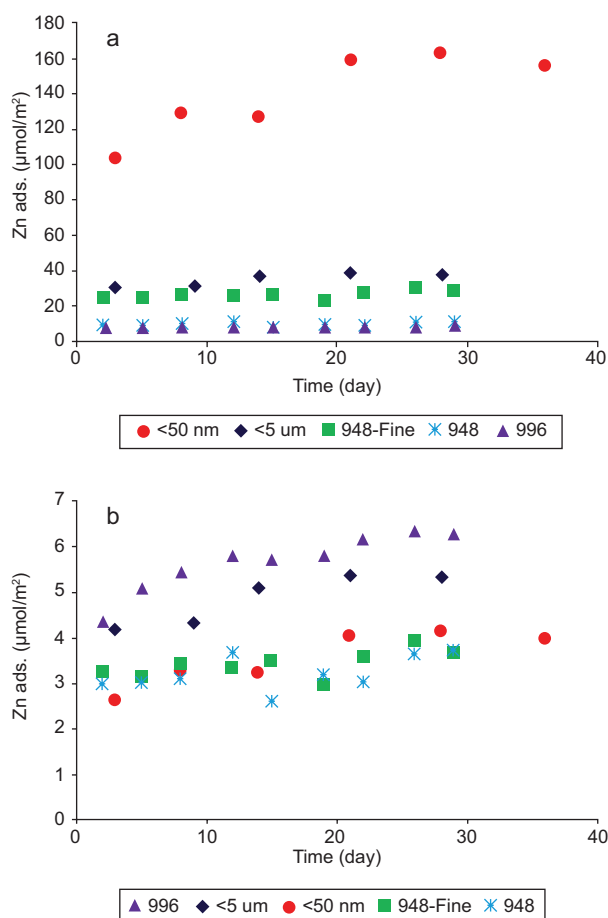 a
Zn ads. (µmol/m²)
180
160
140
120
100
80
60
40
20
0
0 10 20 30 40
Time (day)
<50 nm <5 um 948-Fine 948 996
b
Zn ads. (µmol/m²)
7
6
5
4
3
2
1
0
0 10 20 30 40
Time (day)
996 <5 um <50 nm 948-Fine 948